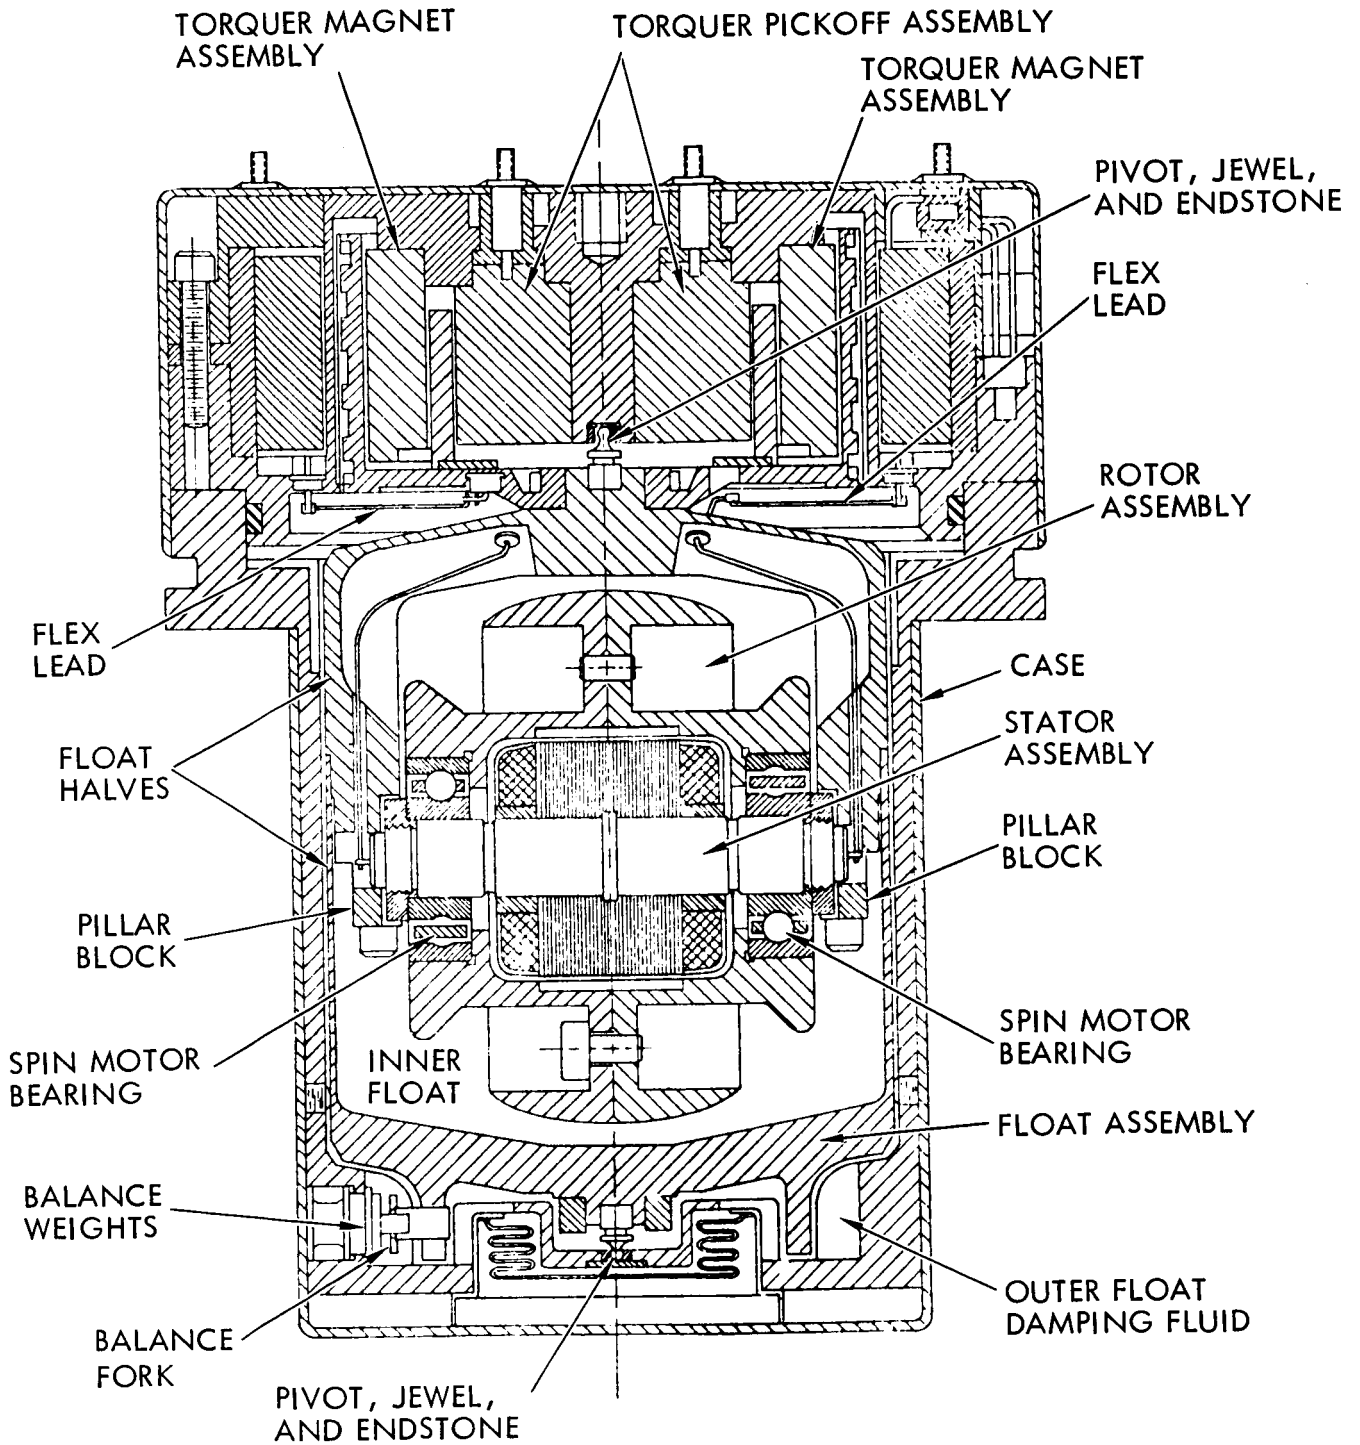 TORQUER MAGNET
ASSEMBLY
TORQUER PICKOFF ASSEMBLY
TORQUER MAGNET
ASSEMBLY
PIVOT, JEWEL,
AND ENDSTONE
FLEX
LEAD
ROTOR
ASSEMBLY
FLEX
LEAD
CASE
STATOR
ASSEMBLY
FLOAT
HALVES
PILLAR
BLOCK
PILLAR
BLOCK
SPIN MOTOR
BEARING
INNER
FLOAT
SPIN MOTOR
BEARING
FLOAT ASSEMBLY
BALANCE
WEIGHTS
OUTER FLOAT
DAMPING FLUID
BALANCE
FORK
PIVOT, JEWEL,
AND ENDSTONE